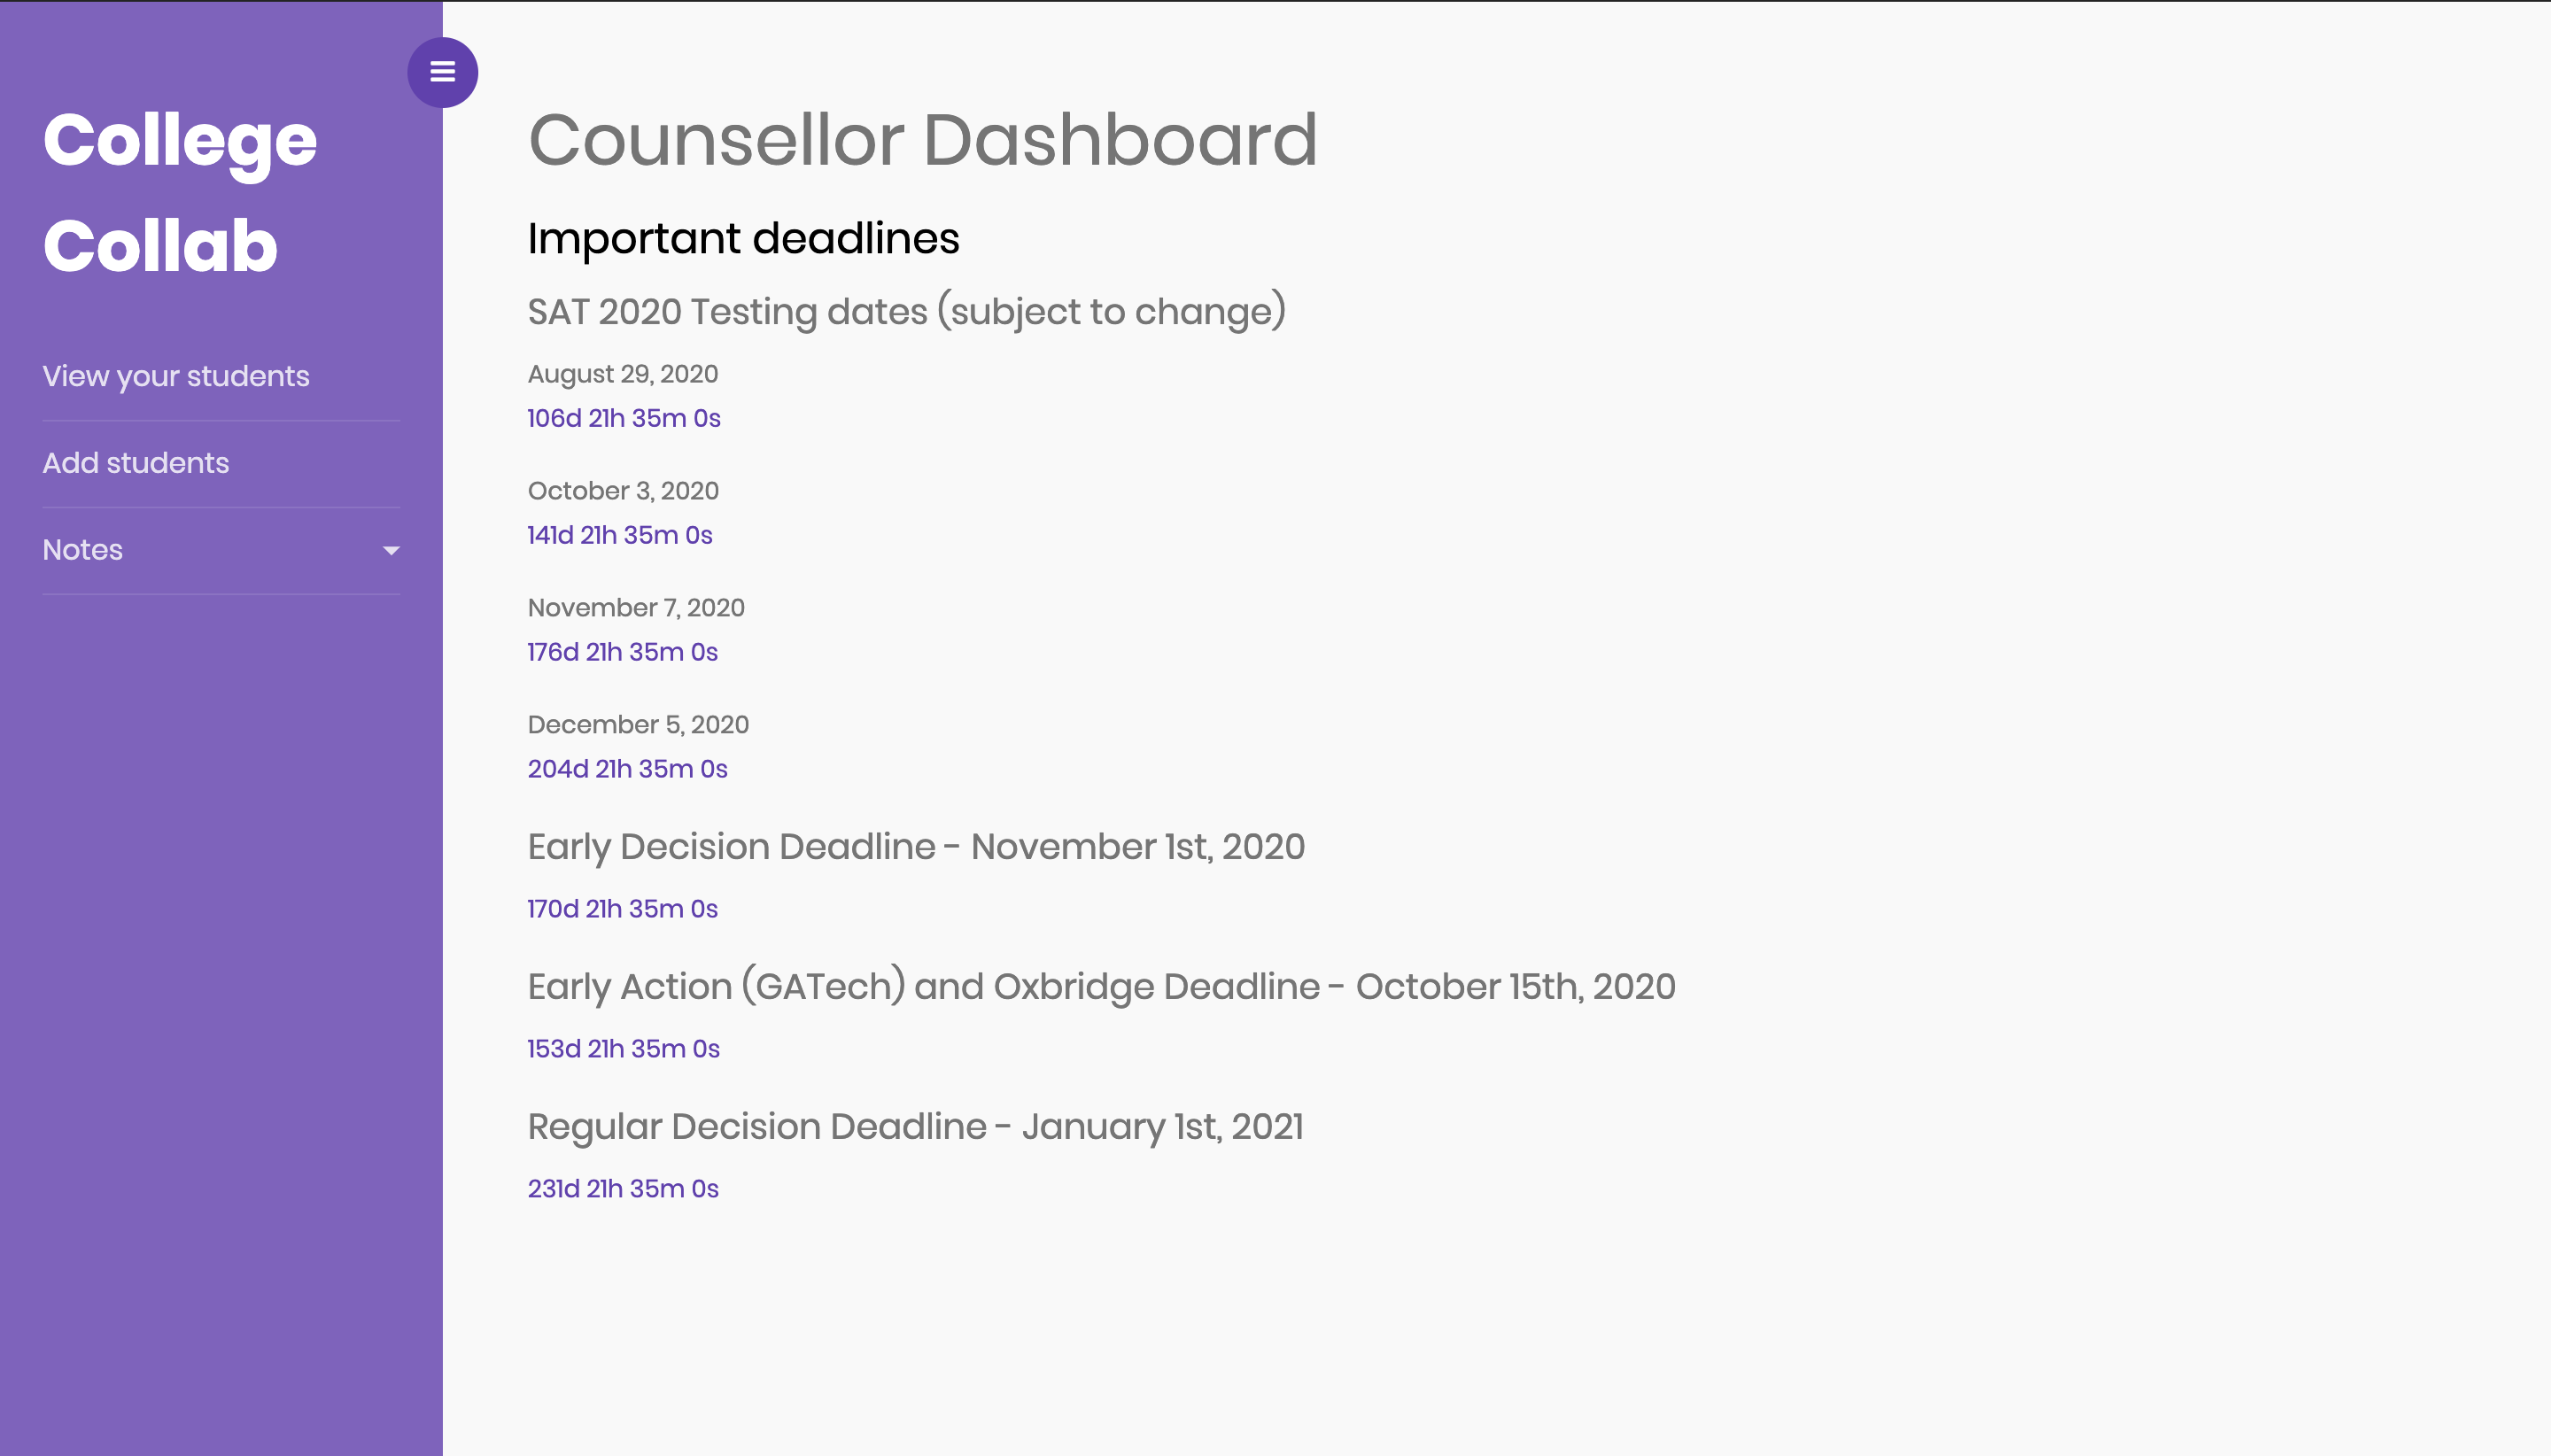 College
Collab
View your students
Add students
Notes
Counsellor Dashboard
Important deadlines
SAT 2020 Testing dates (subject to change)
August 29, 2020
106d 21h 35m 0s
October 3, 2020
141d 21h 35m 0s
November 7, 2020
176d 21h 35m 0s
December 5, 2020
204d 21h 35m 0s
Early Decision Deadline - November 1st, 2020
170d 21h 35m 0s
Early Action (GATech) and Oxbridge Deadline - October 15th, 2020
153d 21h 35m 0s
Regular Decision Deadline - January 1st, 2021
231d 21h 35m 0s